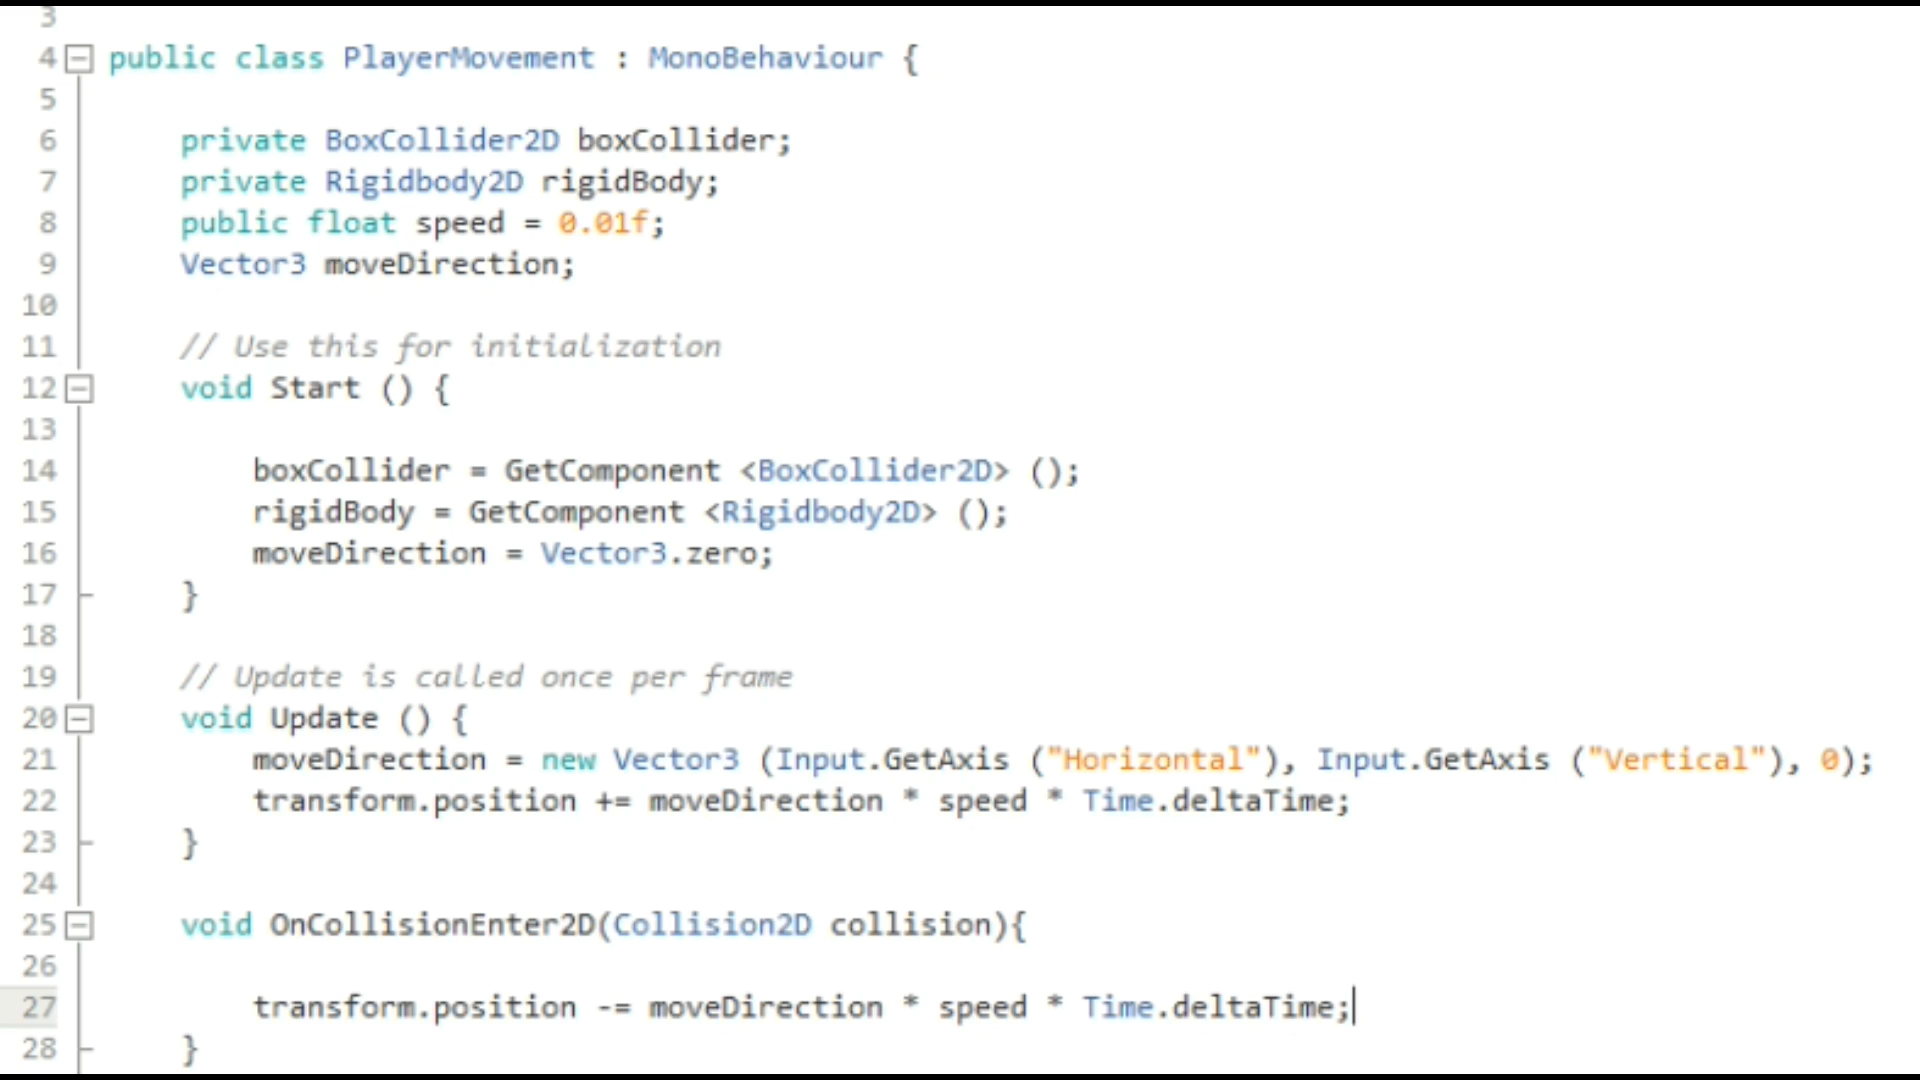 3
4 public class PlayerMovement : MonoBehaviour {
5
6 private BoxCollider2D boxCollider;
7 private Rigidbody2D rigidBody;
8 public float speed = 0.01f;
9 Vector3 moveDirection;
10
11 // Use this for initialization
12 void Start () {
13
14 boxCollider = GetComponent <BoxCollider2D> ();
15 rigidBody = GetComponent <Rigidbody2D> ();
16 moveDirection = Vector3.zero;
17 }
18
19 // Update is called once per frame
20 void Update () {
21 moveDirection = new Vector3 (Input.GetAxis ("Horizontal"), Input.GetAxis ("Vertical"), 0);
22 transform.position += moveDirection * speed * Time.deltaTime;
23 }
24
25 void OnCollisionEnter2D(Collision2D collision){
26
27 transform.position -= moveDirection * speed * Time.deltaTime;
28 }